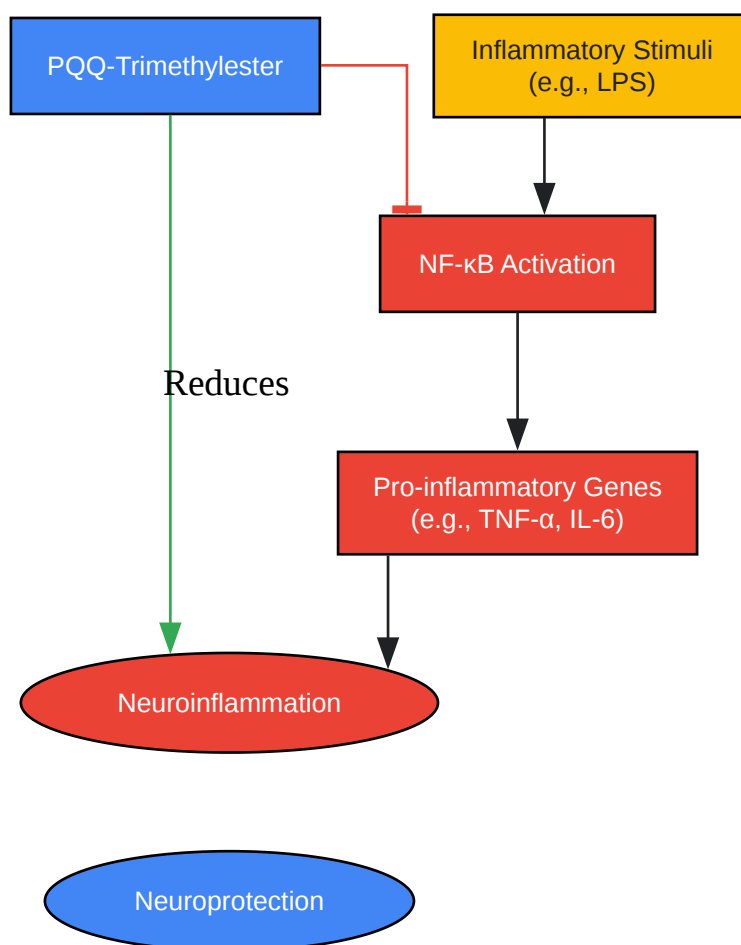 PQQ-Trimethylester
Inflammatory Stimuli
(e.g., LPS)
NF-κB Activation
Reduces
Pro-inflammatory Genes
(e.g., TNF-α, IL-6)
Neuroinflammation
Neuroprotection